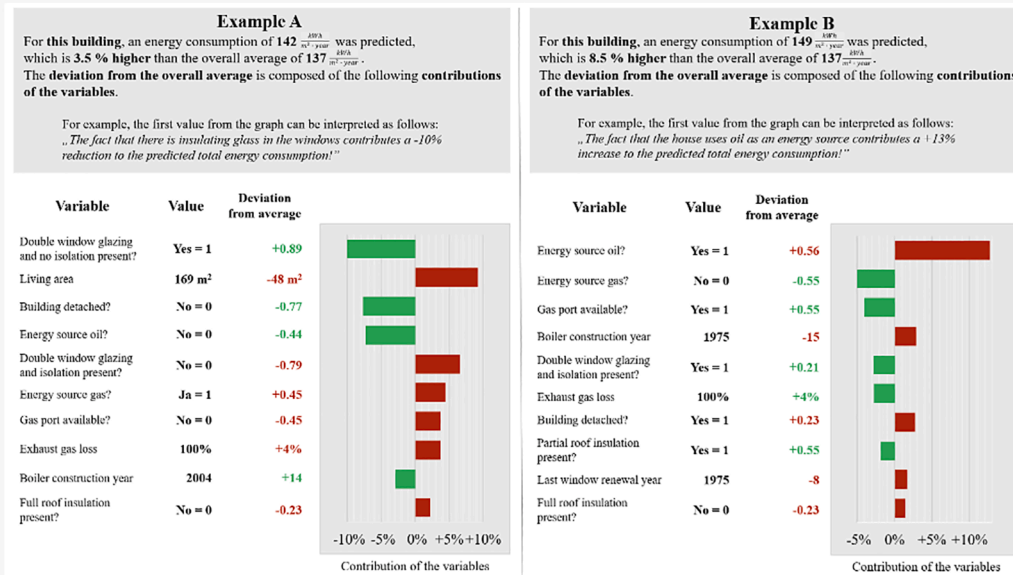 Example A
For this building, an energy consumption of 142 kWh/m² · year was predicted,
which is 3.5 % higher than the overall average of 137 kWh/m² · year.
The deviation from the overall average is composed of the following contributions
of the variables.
For example, the first value from the graph can be interpreted as follows:
„The fact that there is insulating glass in the windows contributes a -10%
reduction to the predicted total energy consumption!”
Variable Value Deviation
from average
Double window glazing
and no isolation present? Yes = 1 +0.89
Living area 169 m² -48 m²
Building detached? No = 0 -0.77
Energy source oil? No = 0 -0.44
Double window glazing
and isolation present? No = 0 -0.79
Energy source gas? Ja = 1 +0.45
Gas port available? No = 0 -0.45
Exhaust gas loss 100% +4%
Boiler construction year 2004 +14
Full roof insulation
present? No = 0 -0.23
-10% -5% 0% +5% +10%
Contribution of the variables
Example B
For this building, an energy consumption of 149 kWh/m² · year was predicted,
which is 8.5 % higher than the overall average of 137 kWh/m² · year.
The deviation from the overall average is composed of the following contributions
of the variables.
For example, the first value from the graph can be interpreted as follows:
„The fact that the house uses oil as an energy source contributes a +13%
increase to the predicted total energy consumption!”
Variable Value Deviation
from average
Energy source oil? Yes = 1 +0.56
Energy source gas? No = 0 -0.55
Gas port available? Yes = 1 +0.55
Boiler construction year 1975 -15
Double window glazing
and isolation present? Yes = 1 +0.21
Exhaust gas loss 100% +4%
Building detached? Yes = 1 +0.23
Partial roof insulation
present? Yes = 1 +0.55
Last window renewal year 1975 -8
Full roof insulation
present? No = 0 -0.23
-5% 0% +5% +10%
Contribution of the variables